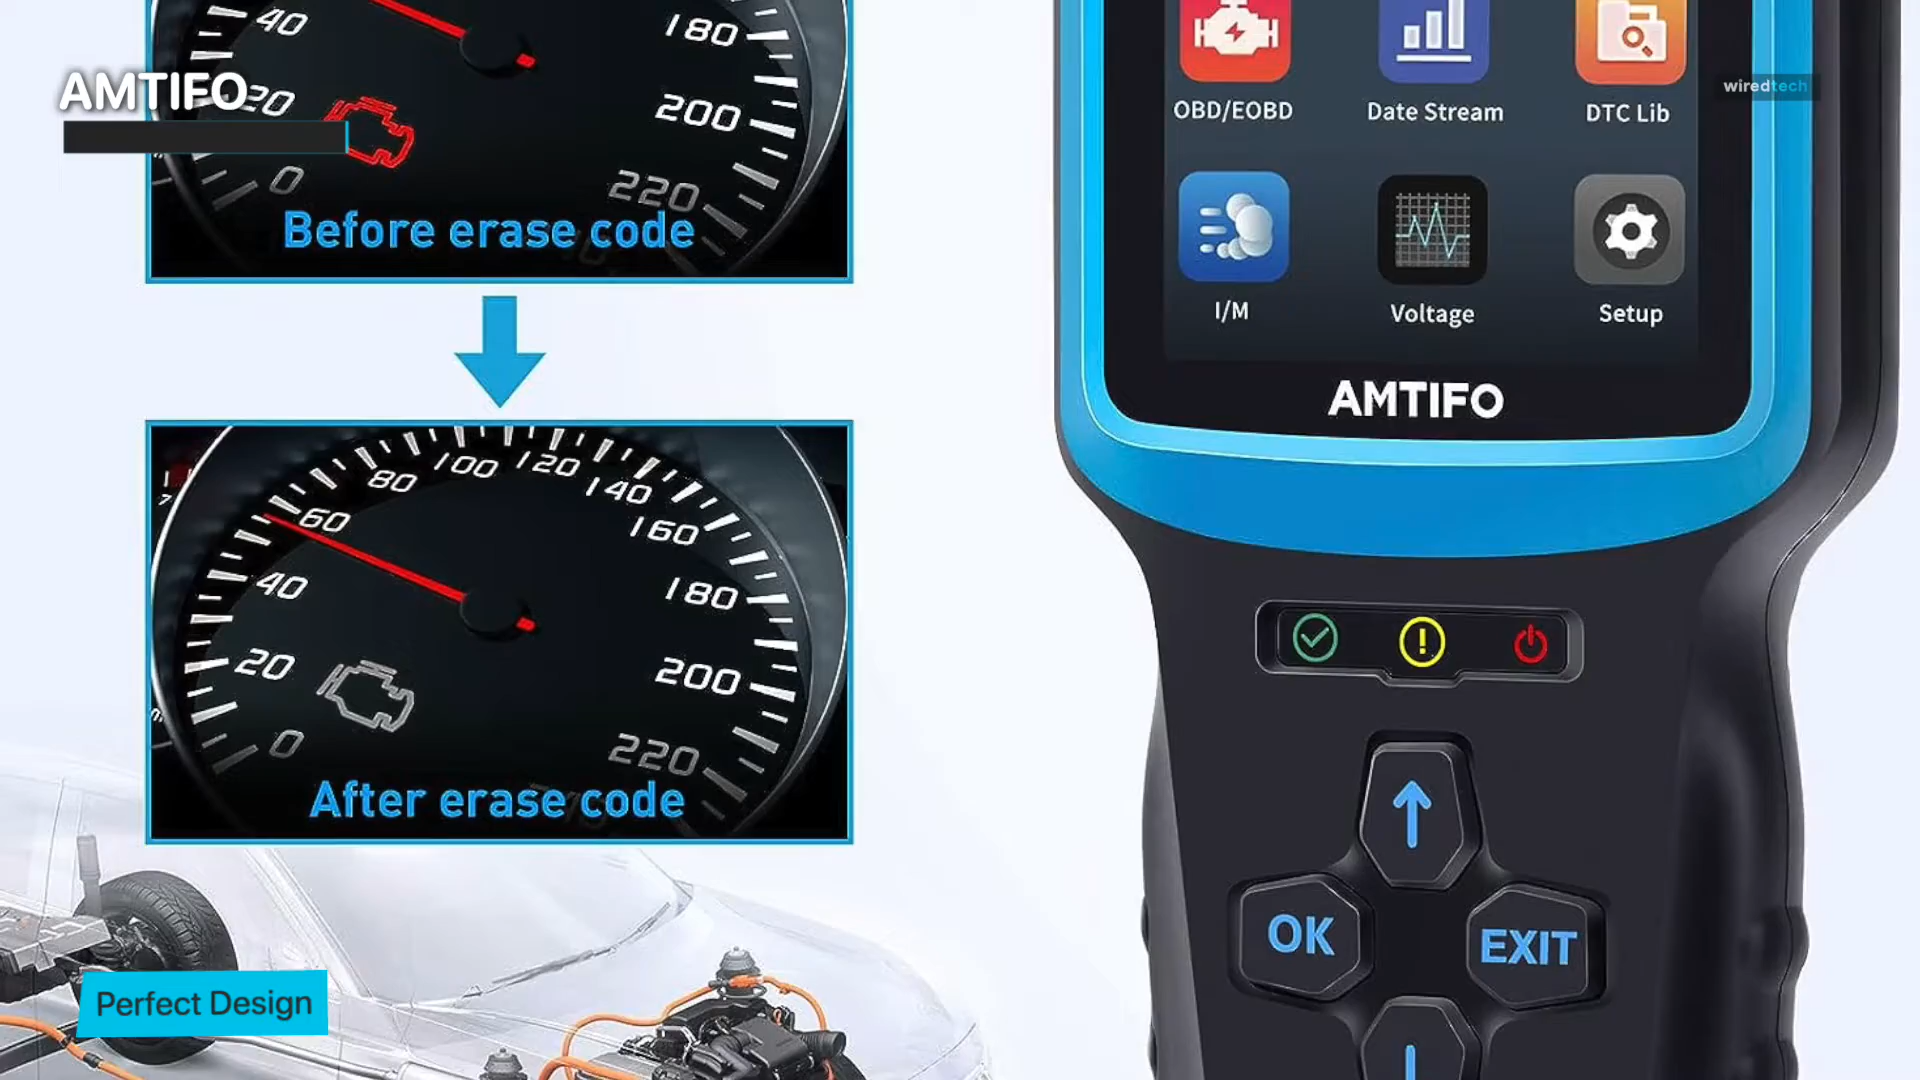 AMTIFO
40
20
0
180
200
220
Before erase code
wiredtech
OBD/EOBD
Date Stream
DTC Lib
I/M
Voltage
Setup
AMTIFO
0
20
40
60
80
100
120
140
160
180
200
220
After erase code
OK
EXIT
Perfect Design